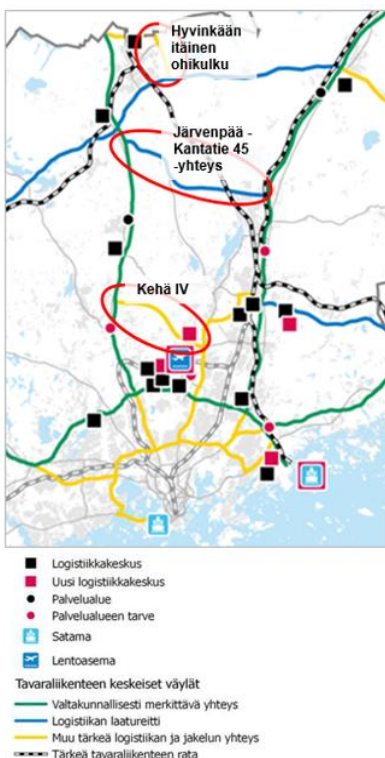 Hyvinkään
itäinen
ohikulku
Järvenpää -
Kantatie 45
-yhteys
Kehä IV
Logistiikkakeskus
Uusi logistiikkakeskus
Palvelualue
Palvelualueen tarve
Satama
Lentoasema
Tavaraliikenteen keskeiset väylät
Valtakunnallisesti merkittävä yhteys
Logistiikan laatureitti
Muu tärkeä logistiikan ja jakelun yhteys
Tärkeä tavaraliikenteen rata